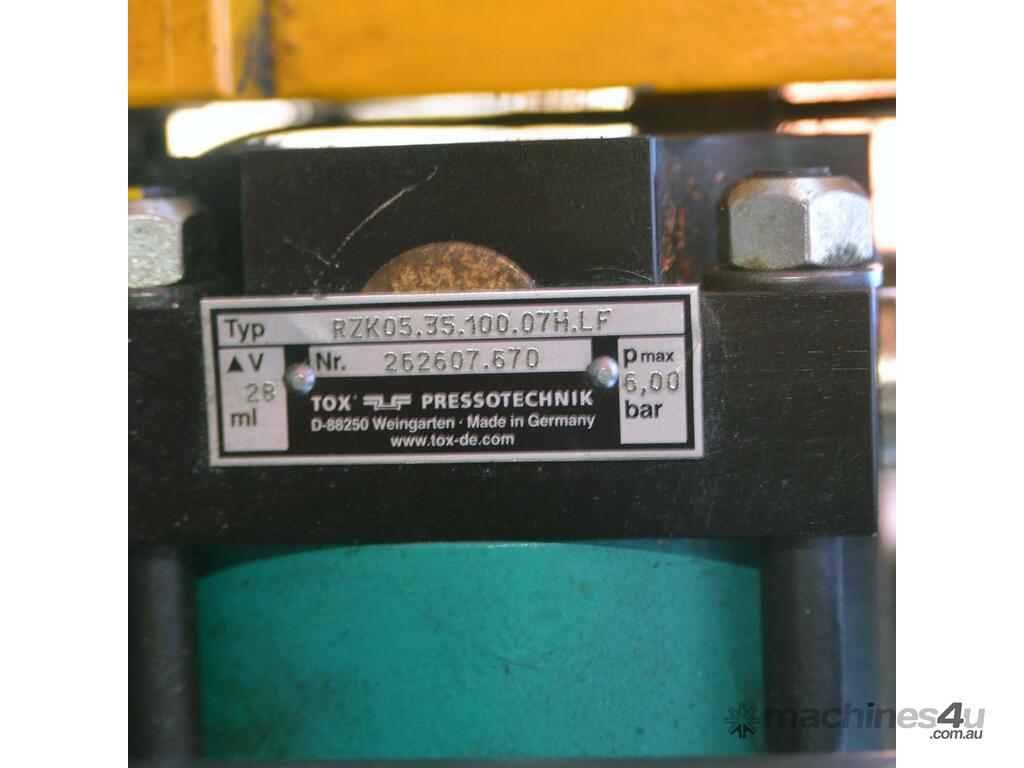 Typ RZK05.35.100.07H.LF
▲V 28 ml
Nr. 262607.670
TOX® PRESSOTECHNIK
D-88250 Weingarten · Made in Germany
www.tox-de.com
pmax 6,00 bar
machines4u
.com.au